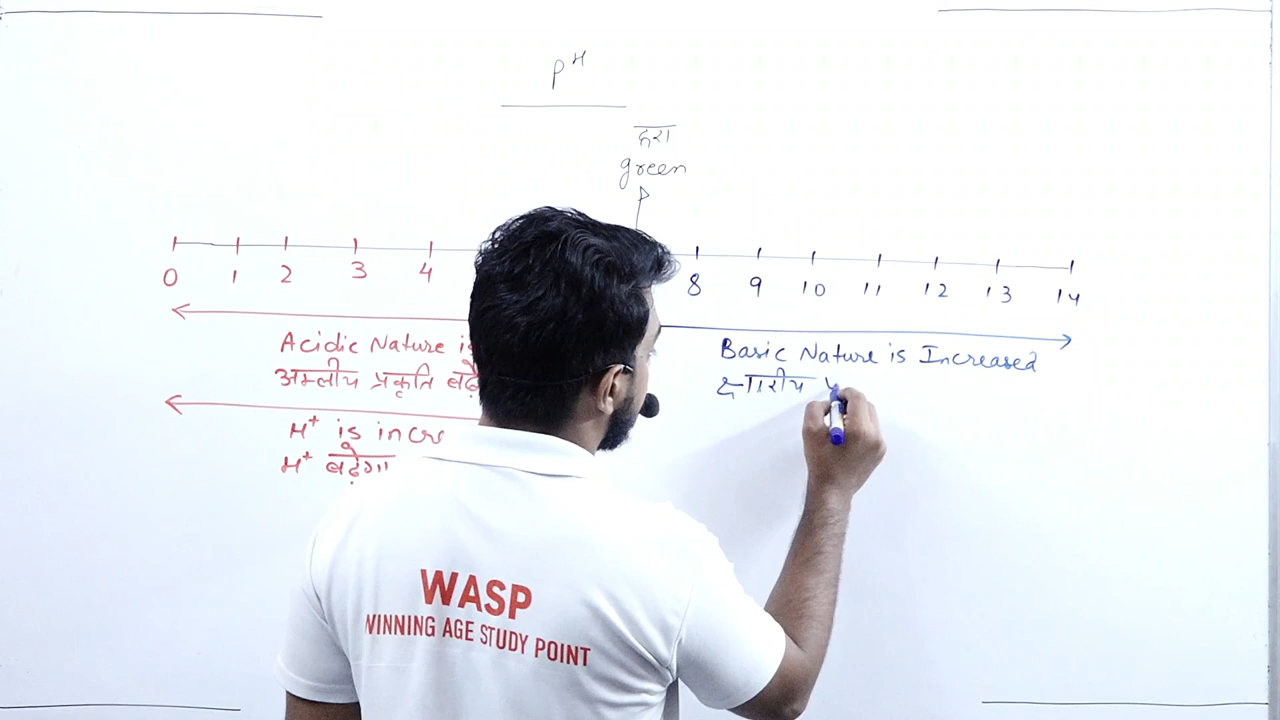 pH
हरा
green
0 1 2 3 4 8 9 10 11 12 13 14
Acidic Nature is
अम्लीय प्रकृति बढ़े
H+ is incre
H+ बढ़ेगा
Basic Nature is Increased
क्षारीय
WASP
WINNING AGE STUDY POINT